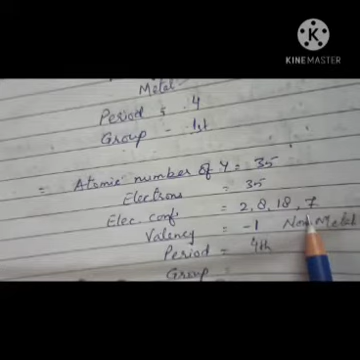 KINEMASTER
Metal
Period = 4
Group - 1st
= Atomic number of Y = 35
Electrons = 35
Elec. conf. = 2, 8, 18, 7
Valency = -1 Non Metal
Period = 4th
Group =